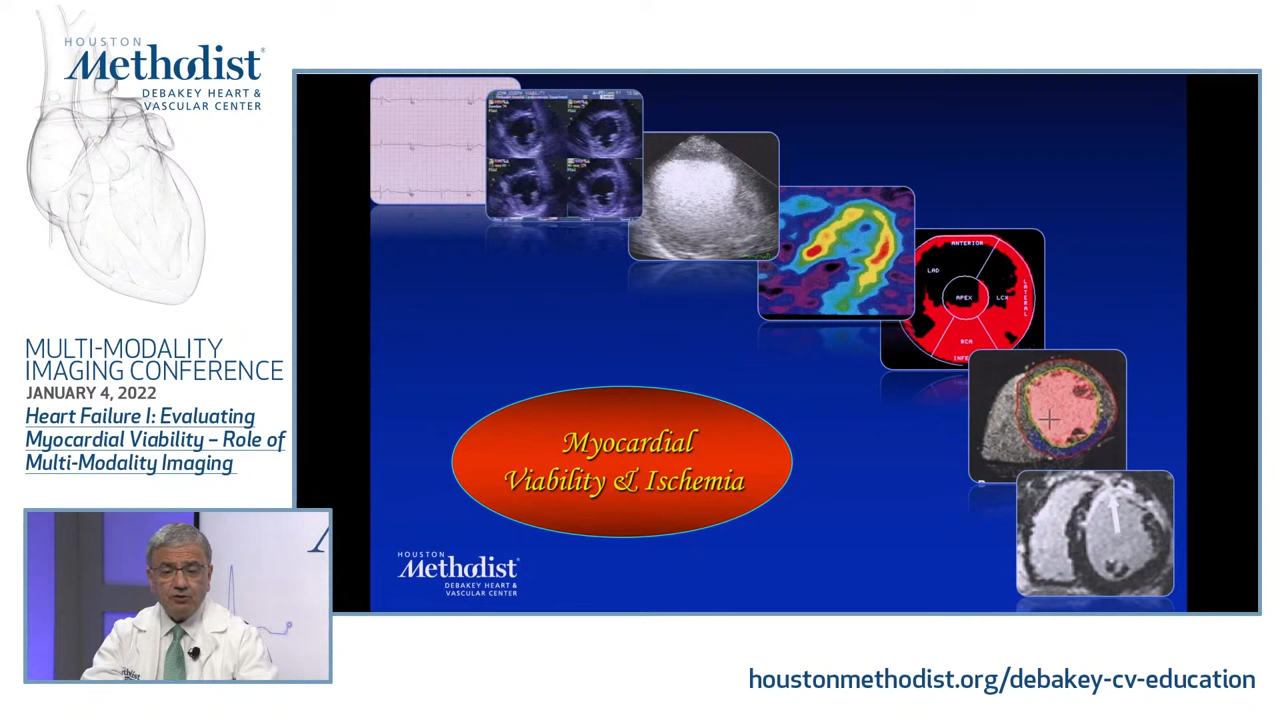 HOUSTON
Methodist®
DEBAKEY HEART &
VASCULAR CENTER
MULTI-MODALITY
IMAGING CONFERENCE
JANUARY 4, 2022
Heart Failure I: Evaluating
Myocardial Viability – Role of
Multi-Modality Imaging
ANTERIOR
LAD
LATERAL
APEX
LCX
RCA
INFE
Myocardial
Viability & Ischemia
HOUSTON
Methodist
DEBAKEY HEART &
VASCULAR CENTER
houstonmethodist.org/debakey-cv-education